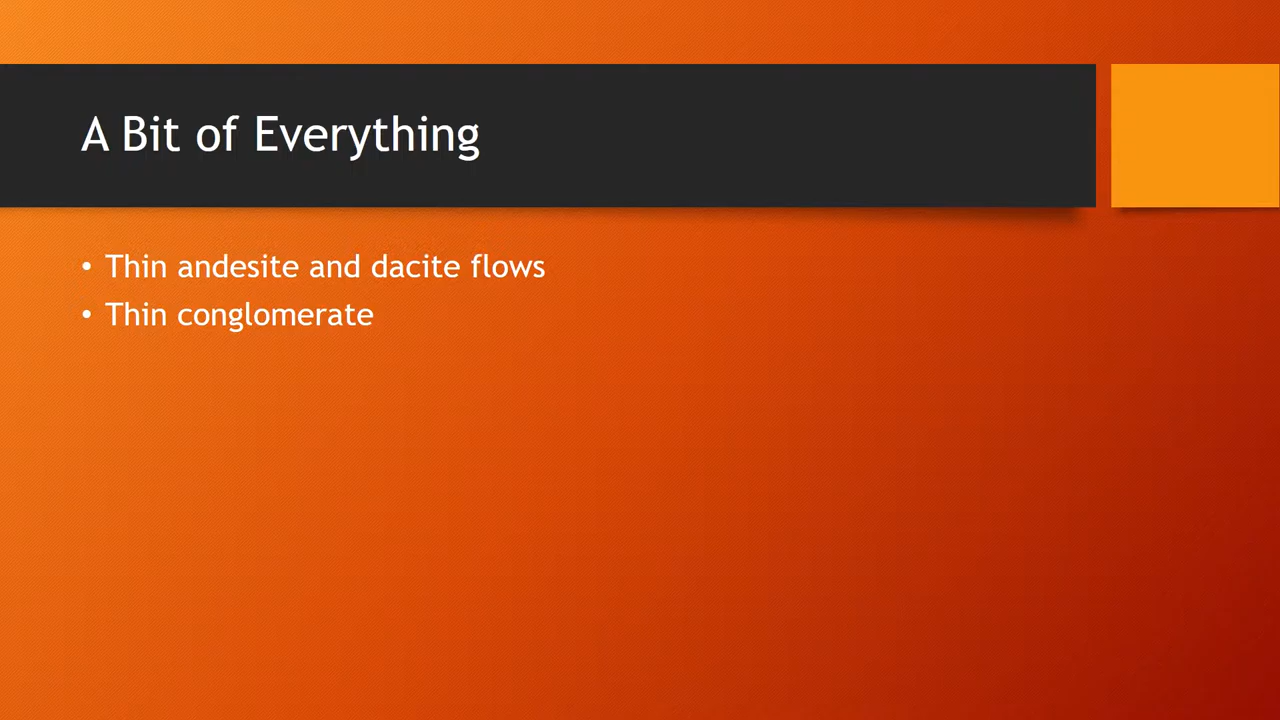 A Bit of Everything
• Thin andesite and dacite flows
• Thin conglomerate